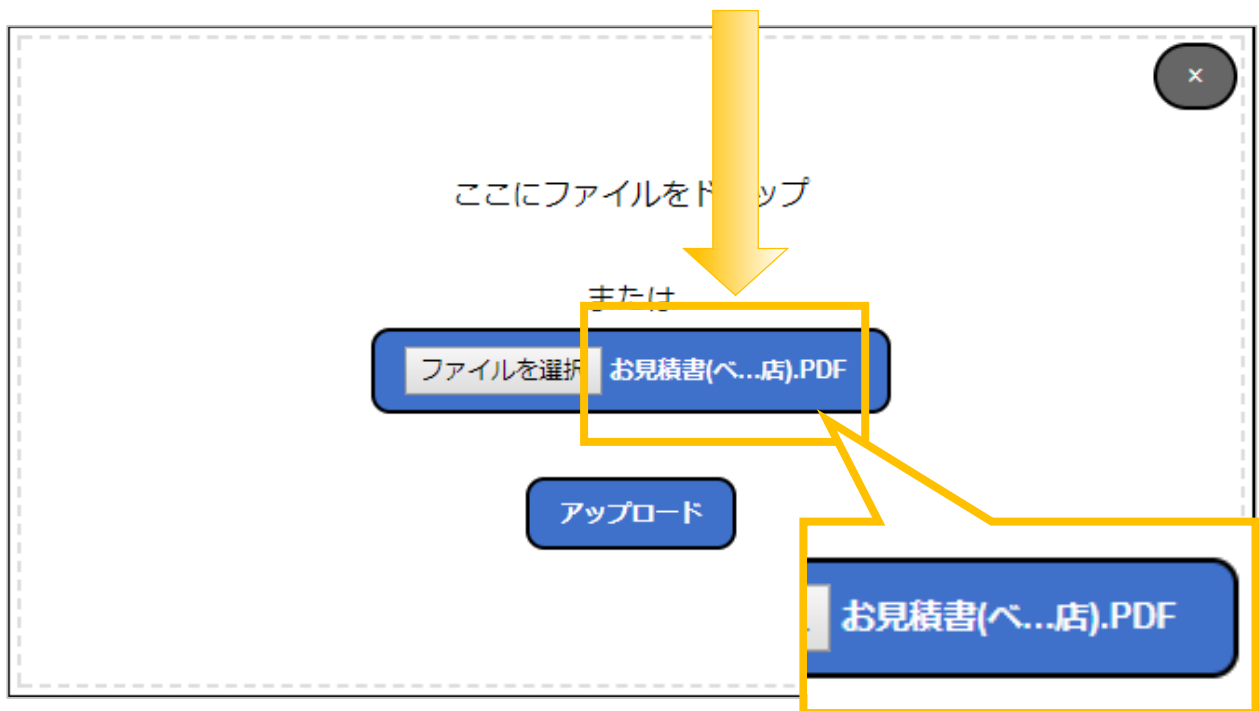 ×
ここにファイルをド ップ
または
ファイルを選択 お見積書(べ...店).PDF
アップロード
お見積書(べ...店).PDF